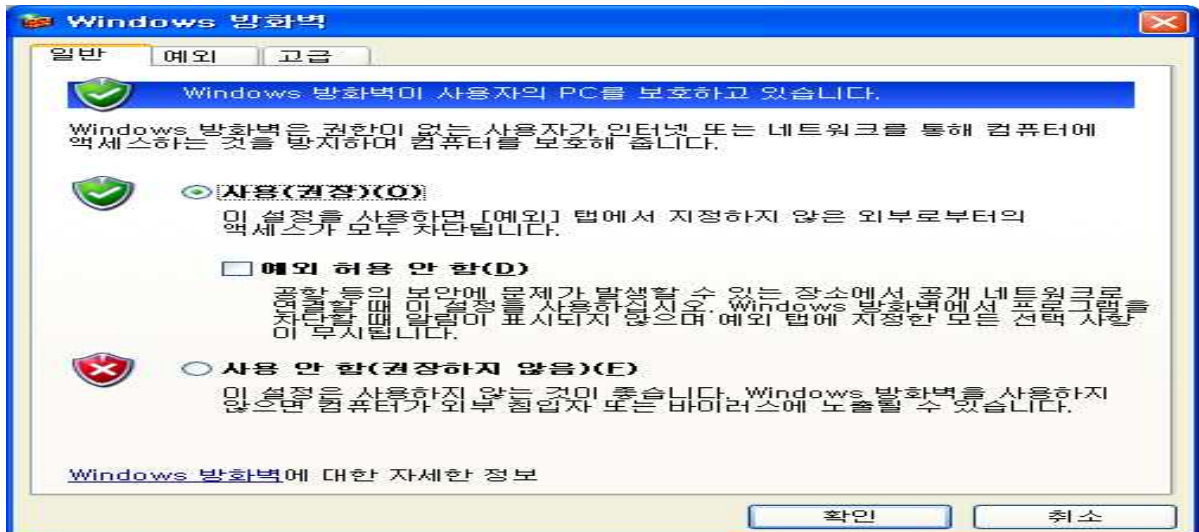 Windows 방화벽
일반 예외 고급
Windows 방화벽이 사용자의 PC를 보호하고 있습니다.
Windows 방화벽은 권한이 없는 사용자가 인터넷 또는 네트워크를 통해 컴퓨터에
액세스하는 것을 방지하여 컴퓨터를 보호해 줍니다.
사용(권장)(O)
이 설정을 사용하면 [예외] 탭에서 지정하지 않은 외부로부터의
액세스가 모두 차단됩니다.
예외 허용 안 함(D)
공항 등의 보안에 문제가 발생할 수 있는 장소에서 공개 네트워크로
연결할 때 이 설정을 사용하십시오. Windows 방화벽에서 프로그램을
차단할 때 알림이 표시되지 않으며 예외 탭에 지정한 모든 선택 사항
이 무시됩니다.
사용 안 함(권장하지 않음)(F)
이 설정은 사용하지 않는 것이 좋습니다. Windows 방화벽을 사용하지
않으면 컴퓨터가 외부 침입자 또는 바이러스에 노출될 수 있습니다.
Windows 방화벽에 대한 자세한 정보
확인 취소